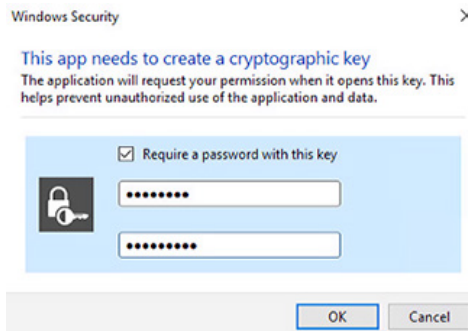 Windows Security
This app needs to create a cryptographic key
The application will request your permission when it opens this key. This
helps prevent unauthorized use of the application and data.
Require a password with this key
••••••••
•••••••••
OK
Cancel